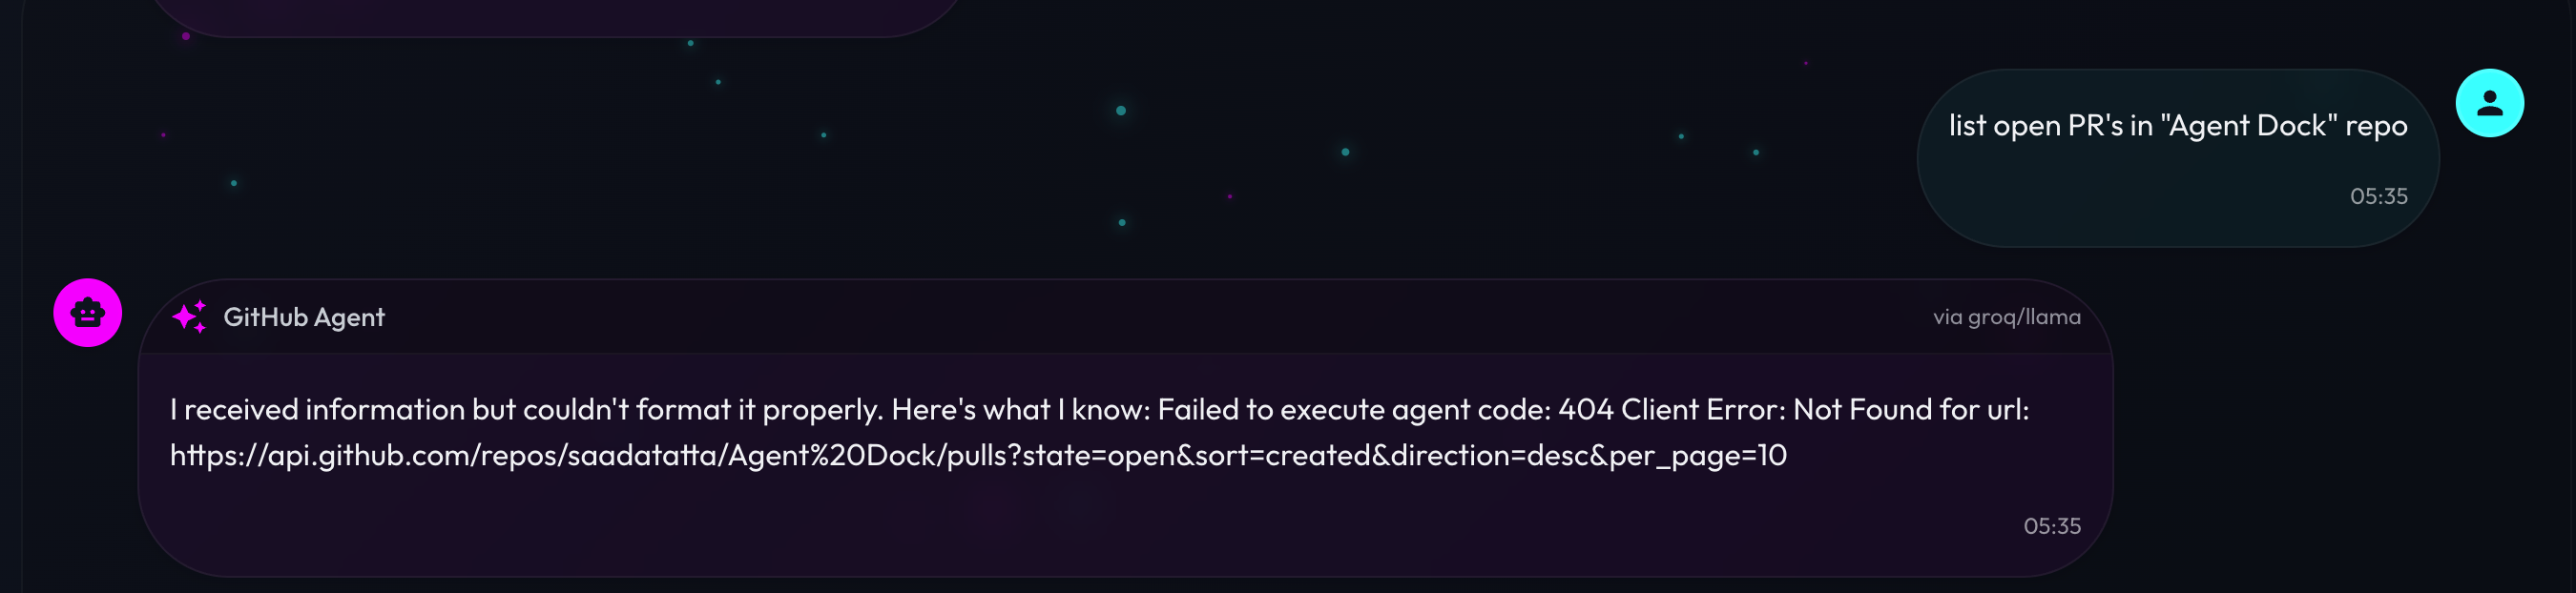 list open PR's in "Agent Dock" repo
05:35
GitHub Agent
via groq/llama
I received information but couldn't format it properly. Here's what I know: Failed to execute agent code: 404 Client Error: Not Found for url:
https://api.github.com/repos/saadatatta/Agent%20Dock/pulls?state=open&sort=created&direction=desc&per_page=10
05:35